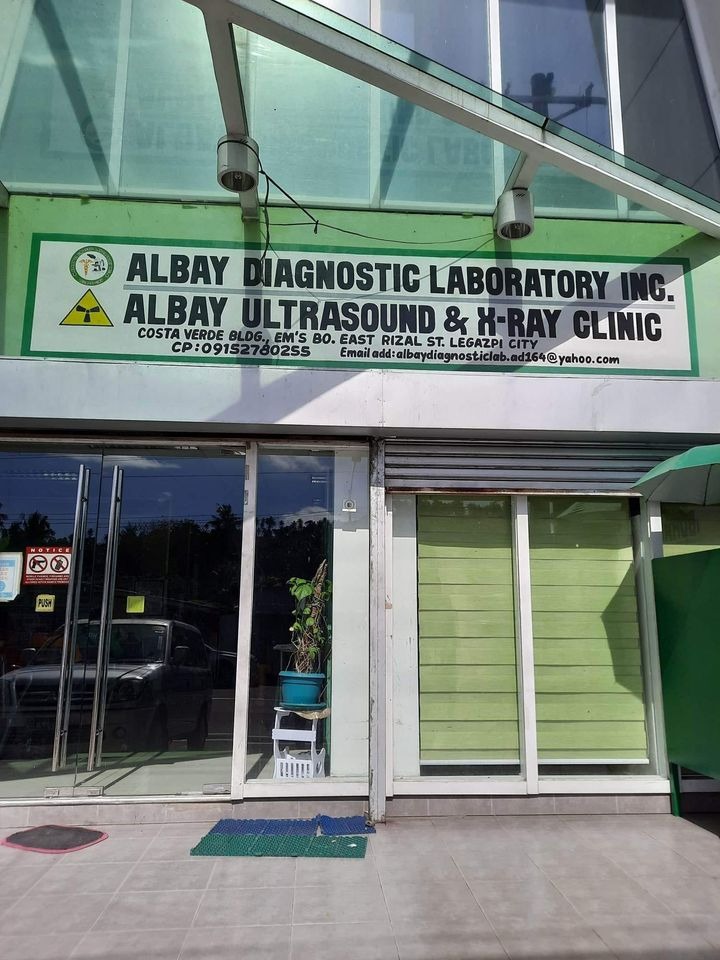 ALBAY DIAGNOSTIC LABORATORY INC.
ALBAY ULTRASOUND & X-RAY CLINIC
COSTA VERDE BLDG., EM'S BO. EAST RIZAL ST. LEGAZPI CITY
CP:09152780255 Email add:albaydiagnosticlab.ad164@yahoo.com
NOTICE
PUSH